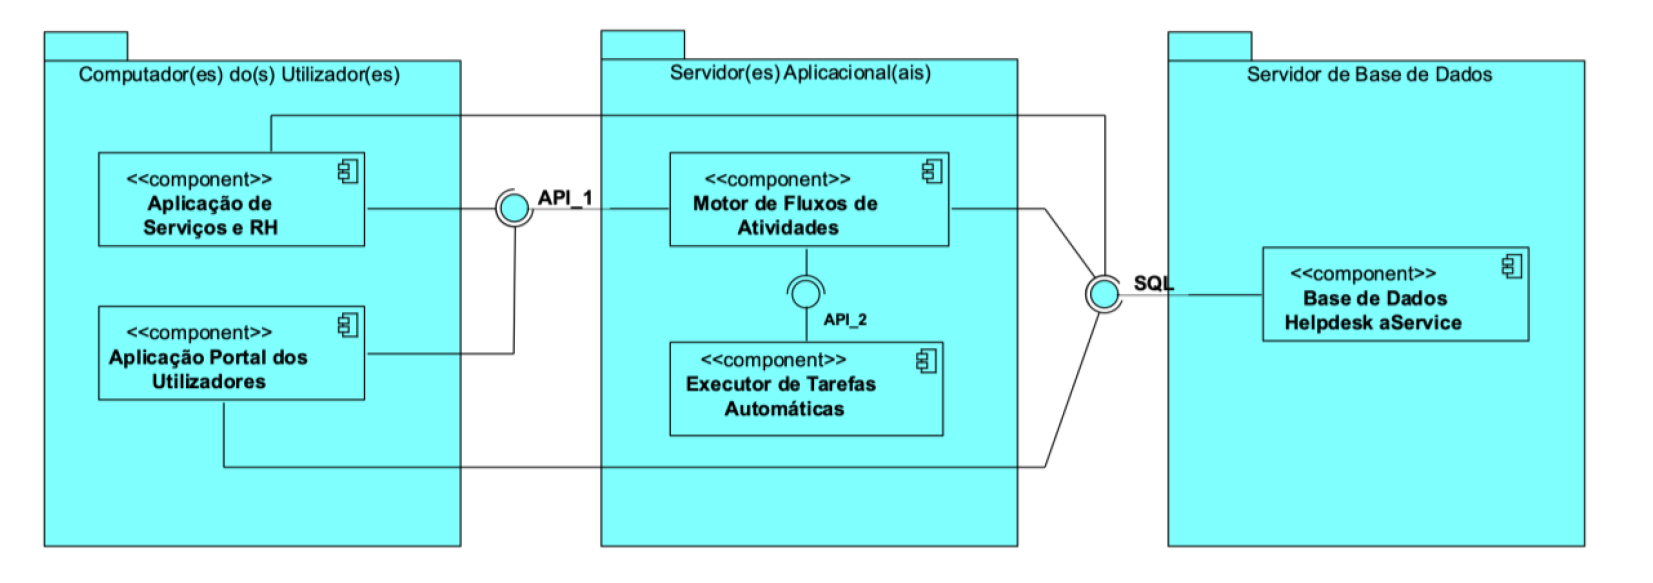 Computador(es) do(s) Utilizador(es)
<<component>>
Aplicação de
Serviços e RH
<<component>>
Aplicação Portal dos
Utilizadores
API_1
Servidor(es) Aplicacional(ais)
<<component>>
Motor de Fluxos de
Atividades
API_2
<<component>>
Executor de Tarefas
Automáticas
SQL
Servidor de Base de Dados
<<component>>
Base de Dados
Helpdesk aService